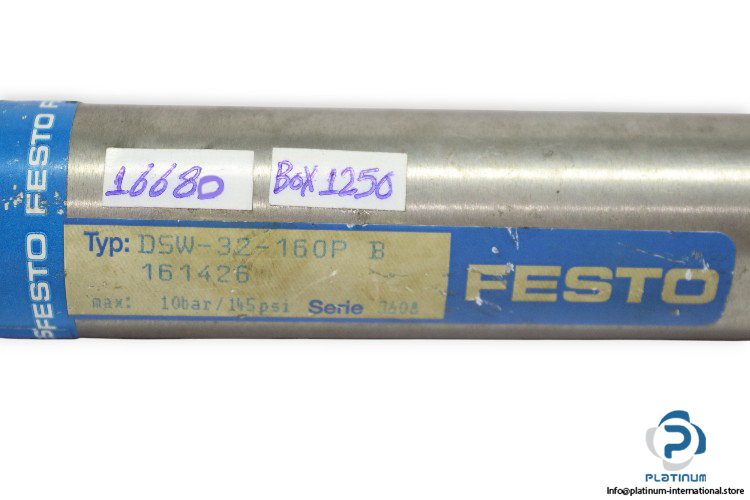 16680
BOX 1250
Typ: DSW-32-160P B
161426
max: 10bar/145psi Serie J608
FESTO
FESTO FESTO
PLATINUM
Info@platinum-international.store